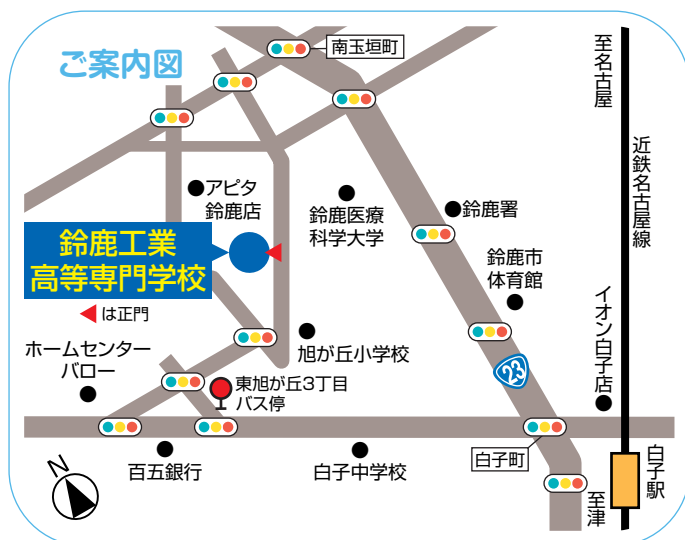 ご案内図
南玉垣町
至名古屋
近鉄名古屋線
アピタ
鈴鹿店
鈴鹿医療
科学大学
鈴鹿署
鈴鹿工業
高等専門学校
鈴鹿市
体育館
は正門
イオン白子店
ホームセンター
バロー
旭が丘小学校
23
東旭が丘3丁目
バス停
百五銀行
白子中学校
白子町
白子駅
至津
N